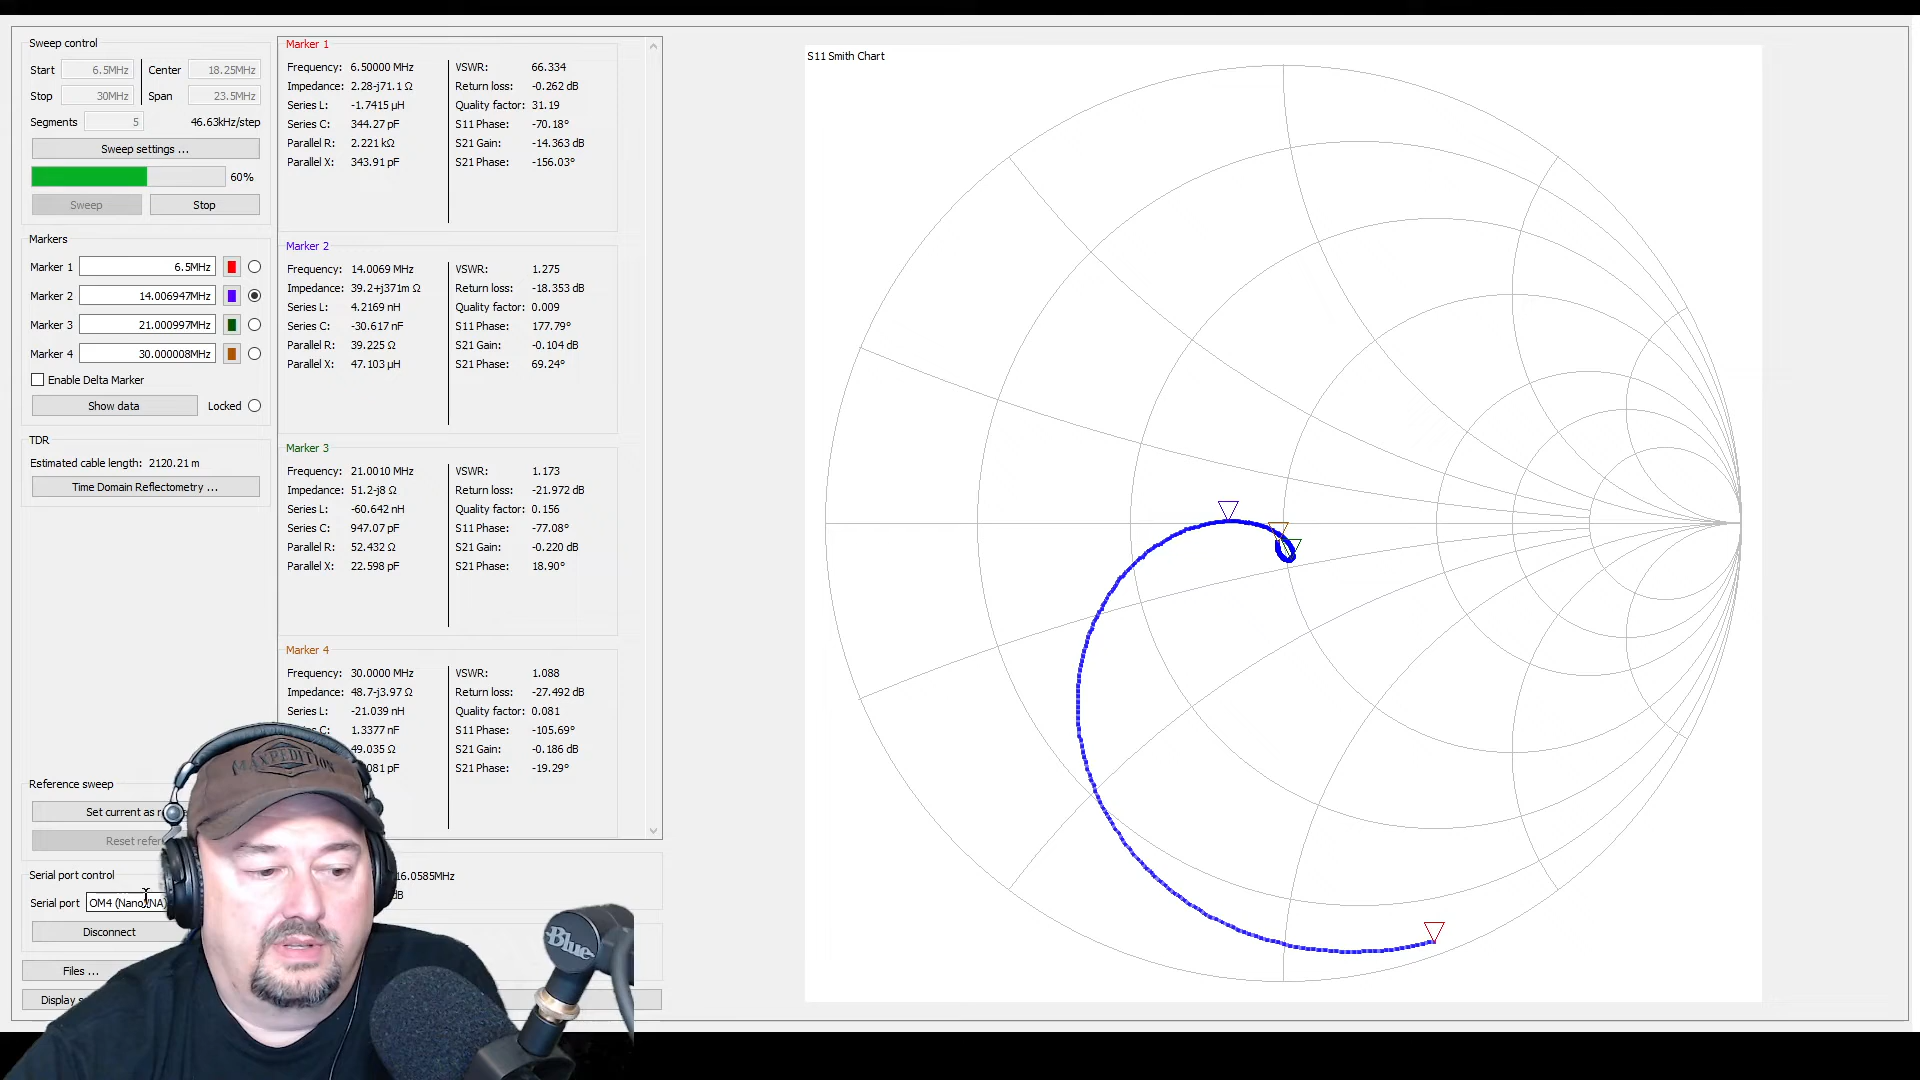 Sweep control
Start 6.5MHz Center 18.25MHz
Stop 30MHz Span 23.5MHz
Segments 5 46.63kHz/step
Sweep settings ...
60%
Sweep Stop
Markers
Marker 1 6.5MHz
Marker 2 14.006947MHz
Marker 3 21.000997MHz
Marker 4 30.000008MHz
Enable Delta Marker
Show data Locked
TDR
Estimated cable length: 2120.21 m
Time Domain Reflectometry ...
Reference sweep
Set current as
Serial port control
Serial port OM4 (NanoVNA)
Disconnect
Files ...
Display
Marker 1
Frequency: 6.50000 MHz VSWR: 66.334
Impedance: 2.28-j71.1 Ω Return loss: -0.262 dB
Series L: -1.7415 μH Quality factor: 31.19
Series C: 344.27 pF S11 Phase: -70.18°
Parallel R: 2.221 kΩ S21 Gain: -14.363 dB
Parallel X: 343.91 pF S21 Phase: -156.03°
Marker 2
Frequency: 14.0069 MHz VSWR: 1.275
Impedance: 39.2+j371m Ω Return loss: -18.353 dB
Series L: 4.2169 nH Quality factor: 0.009
Series C: -30.617 nF S11 Phase: 177.79°
Parallel R: 39.225 Ω S21 Gain: -0.104 dB
Parallel X: 47.103 μH S21 Phase: 69.24°
Marker 3
Frequency: 21.0010 MHz VSWR: 1.173
Impedance: 51.2-j8 Ω Return loss: -21.972 dB
Series L: -60.642 nH Quality factor: 0.156
Series C: 947.07 pF S11 Phase: -77.08°
Parallel R: 52.432 Ω S21 Gain: -0.220 dB
Parallel X: 22.598 pF S21 Phase: 18.90°
Marker 4
Frequency: 30.0000 MHz VSWR: 1.088
Impedance: 48.7-j3.97 Ω Return loss: -27.492 dB
Series L: -21.039 nH Quality factor: 0.081
C: 1.3377 nF S11 Phase: -105.69°
49.035 Ω S21 Gain: -0.186 dB
081 pF S21 Phase: -19.29°
16.0585MHz
dB
S11 Smith Chart
MAXPEDITION
Blue